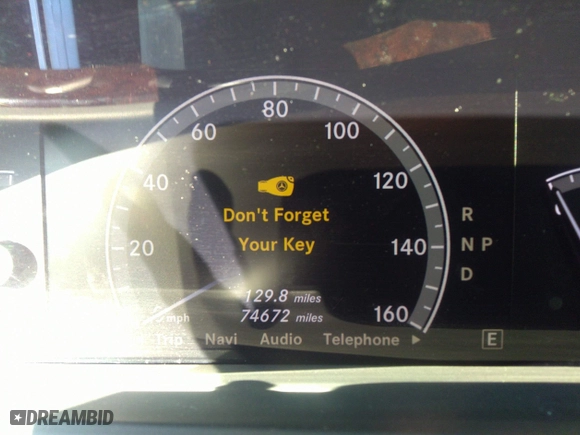 80
60 100
40 120
Don't Forget
Your Key
20 140
R
N P
D
129.8 miles
74672 miles
160
mph
Trip Navi Audio Telephone
E
DREAMBID